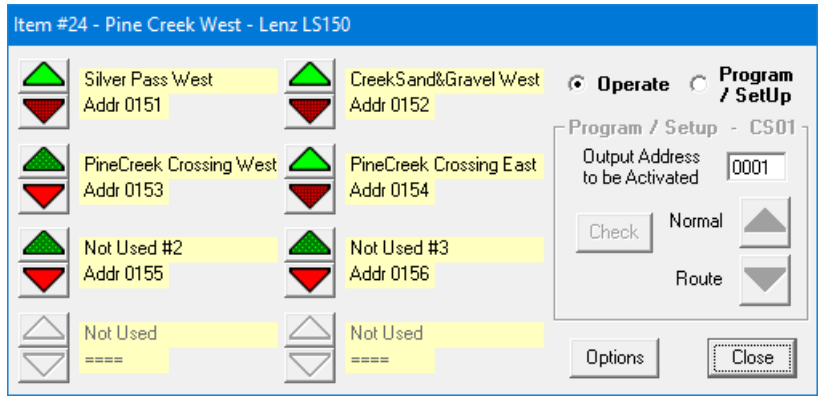 Item #24 - Pine Creek West - Lenz LS150
Silver Pass West
Addr 0151
CreekSand&Gravel West
Addr 0152
PineCreek Crossing West
Addr 0153
PineCreek Crossing East
Addr 0154
Not Used #2
Addr 0155
Not Used #3
Addr 0156
Not Used
====
Not Used
====
Operate
Program
/ SetUp
Program / Setup - CS01
Output Address
to be Activated
0001
Check
Normal
Route
Options
Close